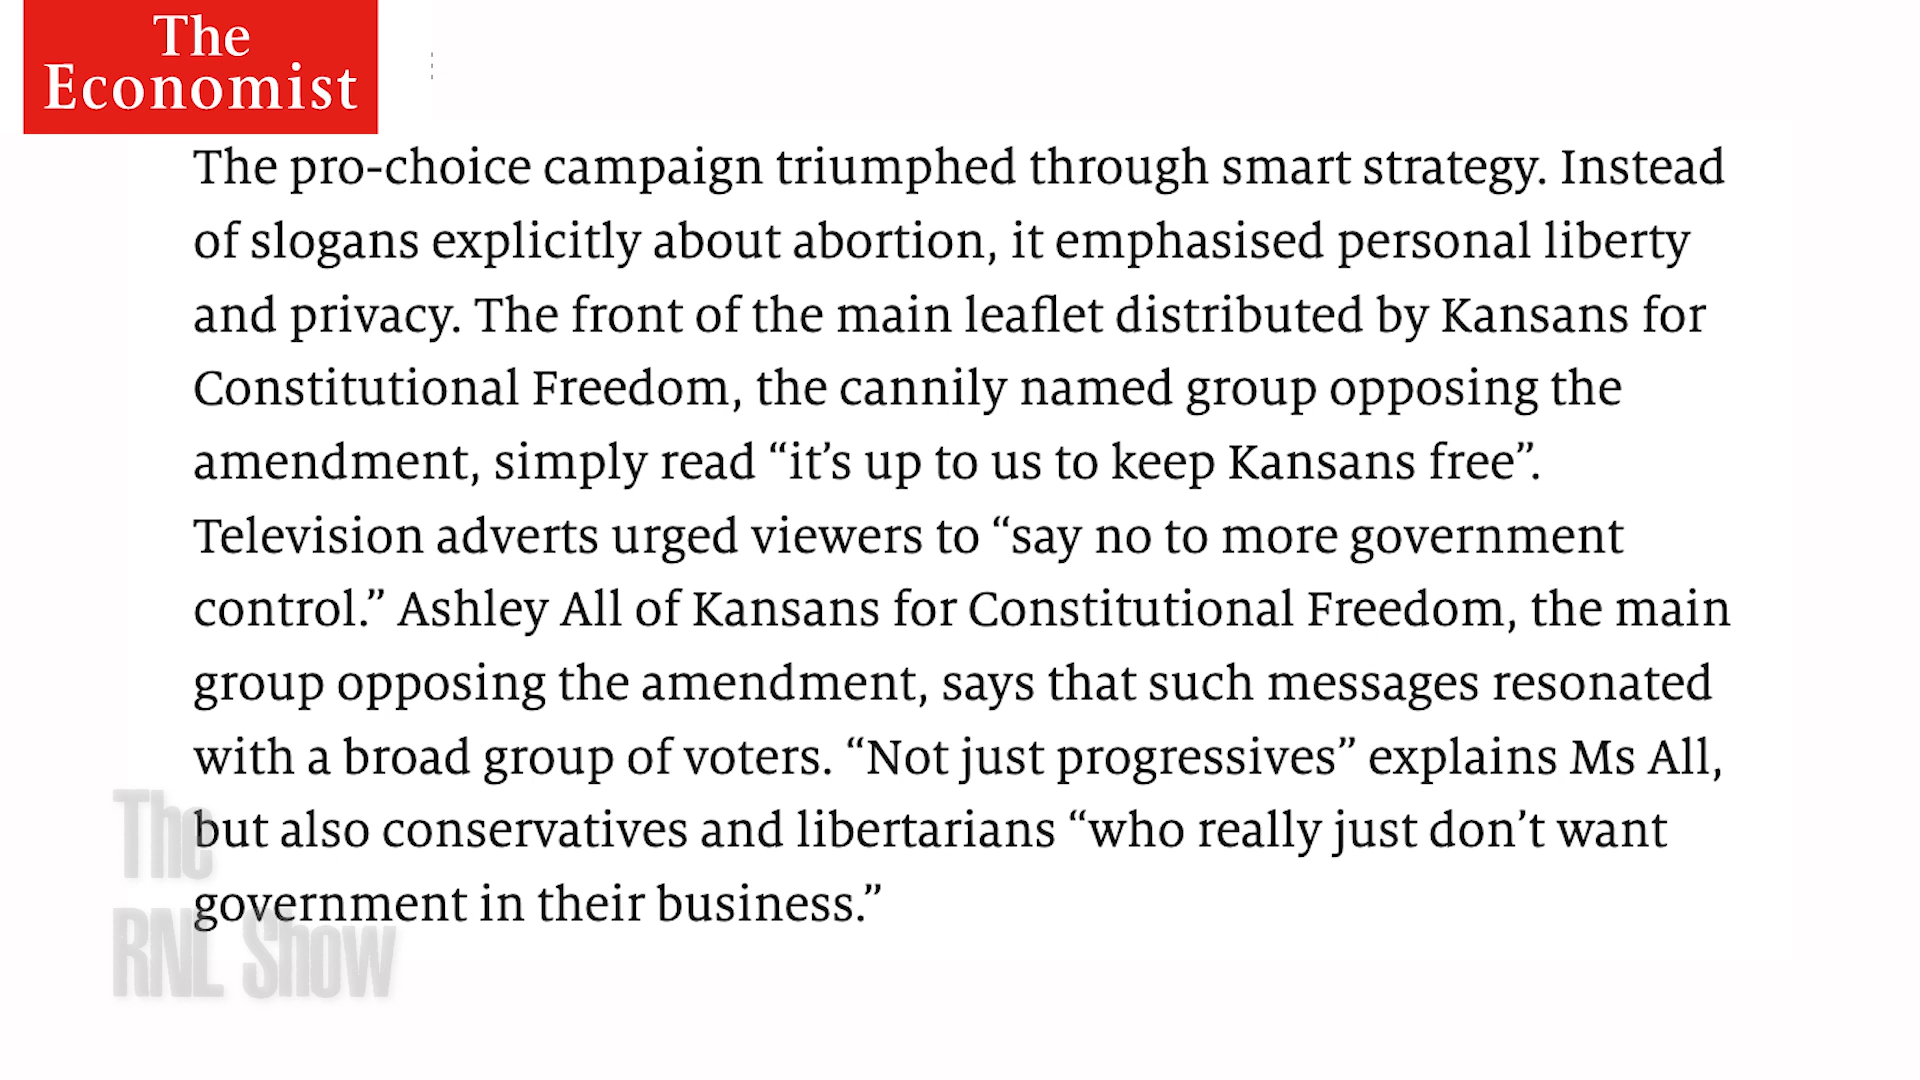 The
Economist
The pro-choice campaign triumphed through smart strategy. Instead
of slogans explicitly about abortion, it emphasised personal liberty
and privacy. The front of the main leaflet distributed by Kansans for
Constitutional Freedom, the cannily named group opposing the
amendment, simply read “it’s up to us to keep Kansans free”.
Television adverts urged viewers to “say no to more government
control.” Ashley All of Kansans for Constitutional Freedom, the main
group opposing the amendment, says that such messages resonated
with a broad group of voters. “Not just progressives” explains Ms All,
but also conservatives and libertarians “who really just don’t want
government in their business.”
The
RNL Show